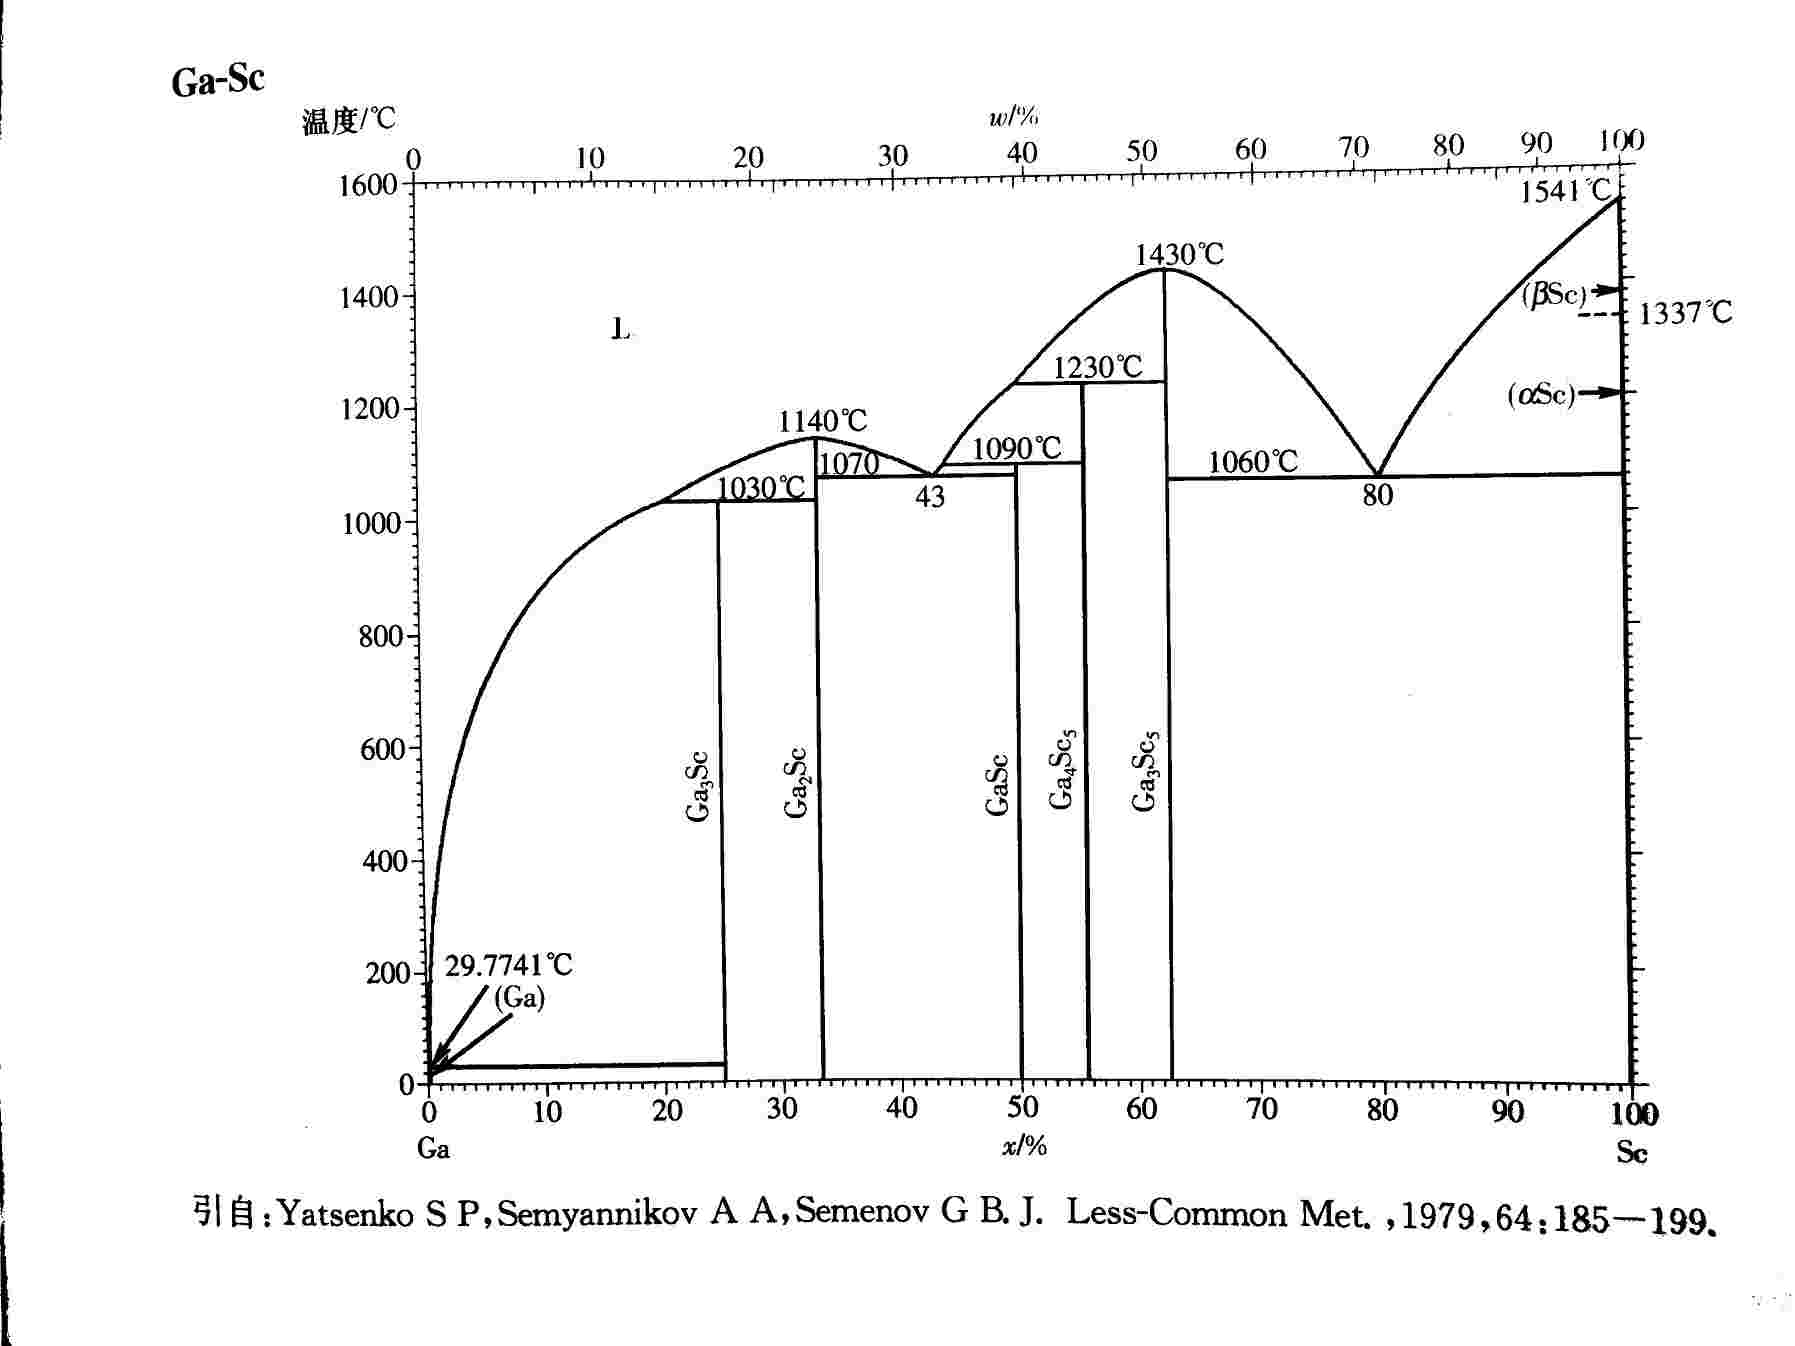 Ga-Sc
温度/℃
w/%
0 10 20 30 40 50 60 70 80 90 100
1600
1541℃
1430℃
1400
(βSc)
1337℃
L
1230℃
(αSc)
1200
1140℃
1090℃
1070
1060℃
1030℃
43
80
1000
800
600
Ga₃Sc
Ga₂Sc
GaSc
Ga₄Sc₅
Ga₃Sc₅
400
200
29.7741℃
(Ga)
0
0 10 20 30 40 50 60 70 80 90 100
Ga
x/%
Sc
引自:Yatsenko S P,Semyannikov A A,Semenov G B. J. Less-Common Met. ,1979,64:185—199.